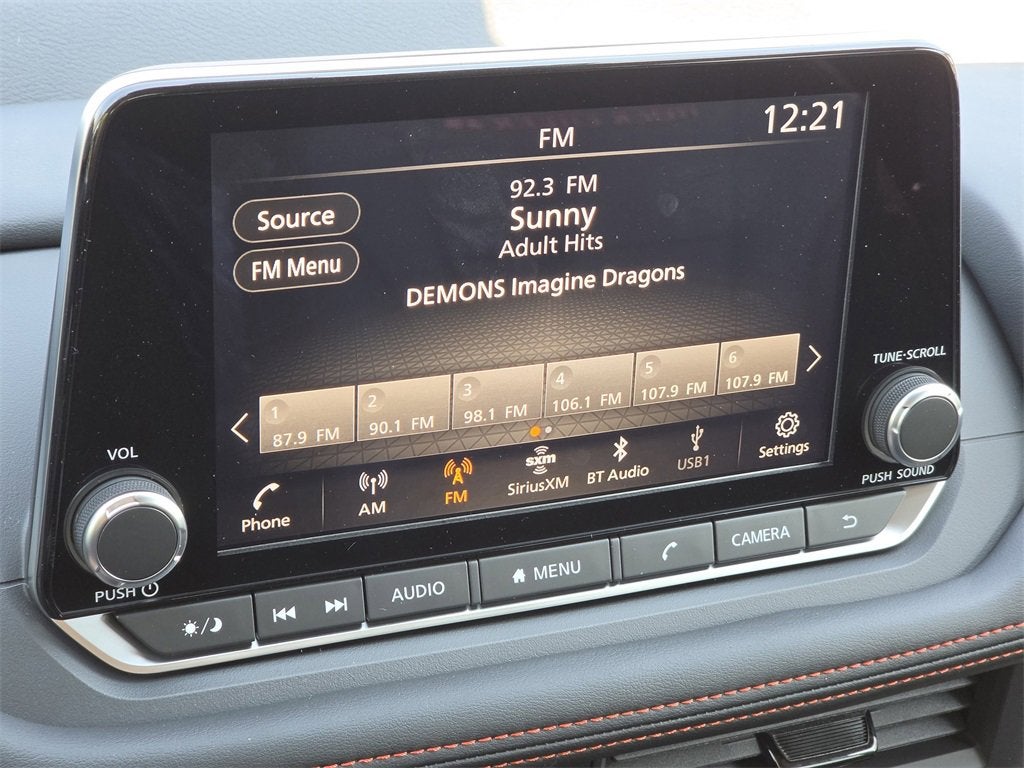 FM
12:21
92.3 FM
Source
Sunny
Adult Hits
FM Menu
DEMONS Imagine Dragons
1
87.9 FM
2
90.1 FM
3
98.1 FM
4
106.1 FM
5
107.9 FM
6
107.9 FM
Phone
AM
FM
sxm
SiriusXM
BT Audio
USB1
Settings
VOL
PUSH
TUNE·SCROLL
PUSH SOUND
AUDIO
MENU
CAMERA